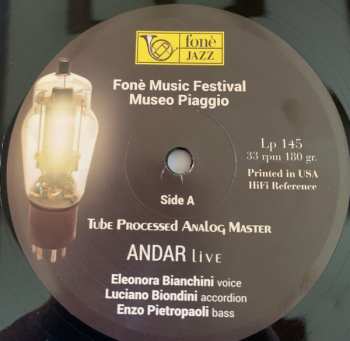 fonè
JAZZ
Fonè Music Festival
Museo Piaggio
Lp 145
33 rpm 180 gr.
Printed in USA
HiFi Reference
Side A
Tube Processed Analog Master
ANDAR Live
Eleonora Bianchini voice
Luciano Biondini accordion
Enzo Pietropaoli bass